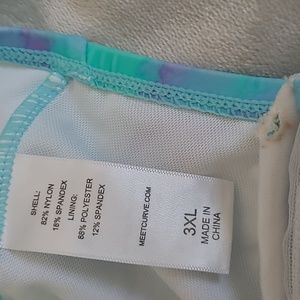 SHELL:
82% NYLON
18% SPANDEX
LINING:
88% POLYESTER
12% SPANDEX
MEETCURVE.COM
3XL
MADE IN
CHINA